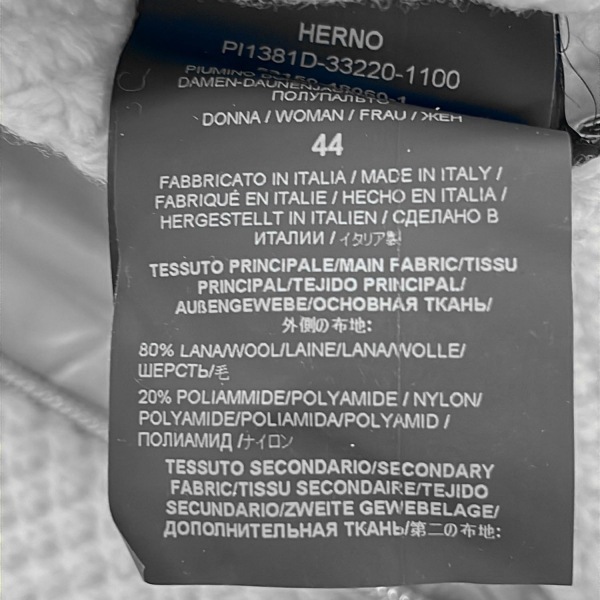 HERNO
PI1381D-33220-1100
PIUMINO
DAMEN-DAUNENJA
ПОЛУПАЛЬТО
DONNA / WOMAN / FRAU / ЖЕН
44
FABBRICATO IN ITALIA / MADE IN ITALY /
FABRIQUÉ EN ITALIE / HECHO EN ITALIA /
HERGESTELLT IN ITALIEN / СДЕЛАНО В
ИТАЛИИ / イタリア製
TESSUTO PRINCIPALE/MAIN FABRIC/TISSU
PRINCIPAL/TEJIDO PRINCIPAL/
AUßENGEWEBE/ОСНОВНАЯ ТКАНЬ/
外側の布地:
80% LANA/WOOL/LAINE/LANA/WOLLE/
ШЕРСТЬ/毛
20% POLIAMMIDE/POLYAMIDE / NYLON/
POLYAMIDE/POLIAMIDA/POLYAMID /
ПОЛИАМИД /ナイロン
TESSUTO SECONDARIO/SECONDARY
FABRIC/TISSU SECONDAIRE/TEJIDO
SECUNDARIO/ZWEITE GEWEBELAGE/
ДОПОЛНИТЕЛЬНАЯ ТКАНЬ/第二の布地: